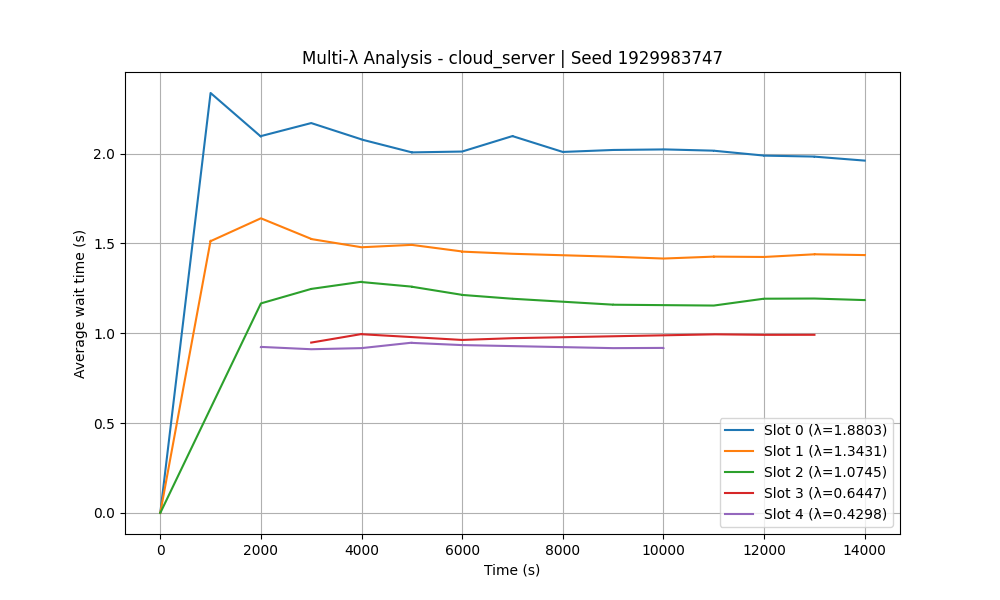 Multi-λ Analysis - cloud_server | Seed 1929983747
Average wait time (s)
2.0
1.5
1.0
0.5
0.0
0 2000 4000 6000 8000 10000 12000 14000
Time (s)
Slot 0 (λ=1.8803)
Slot 1 (λ=1.3431)
Slot 2 (λ=1.0745)
Slot 3 (λ=0.6447)
Slot 4 (λ=0.4298)